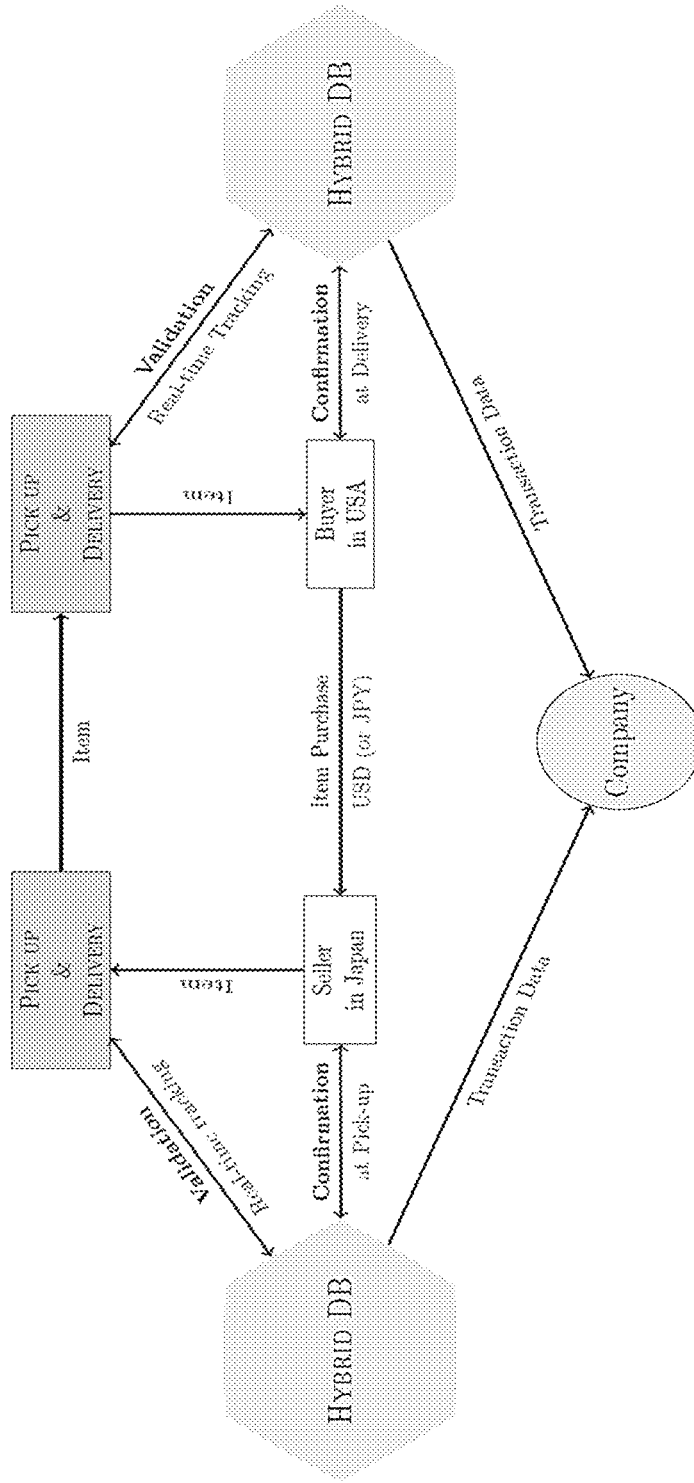 PICK UP
&
DELIVERY
Item
PICK UP
&
DELIVERY
Validation
Real-time tracking
Item
Item
Validation
Real-time Tracking
HYBRID DB
Confirmation
at Pick-up
Seller
in Japan
Item Purchase
USD (or JPY)
Buyer
in USA
Confirmation
at Delivery
HYBRID DB
Transaction Data
Transaction Data
Company